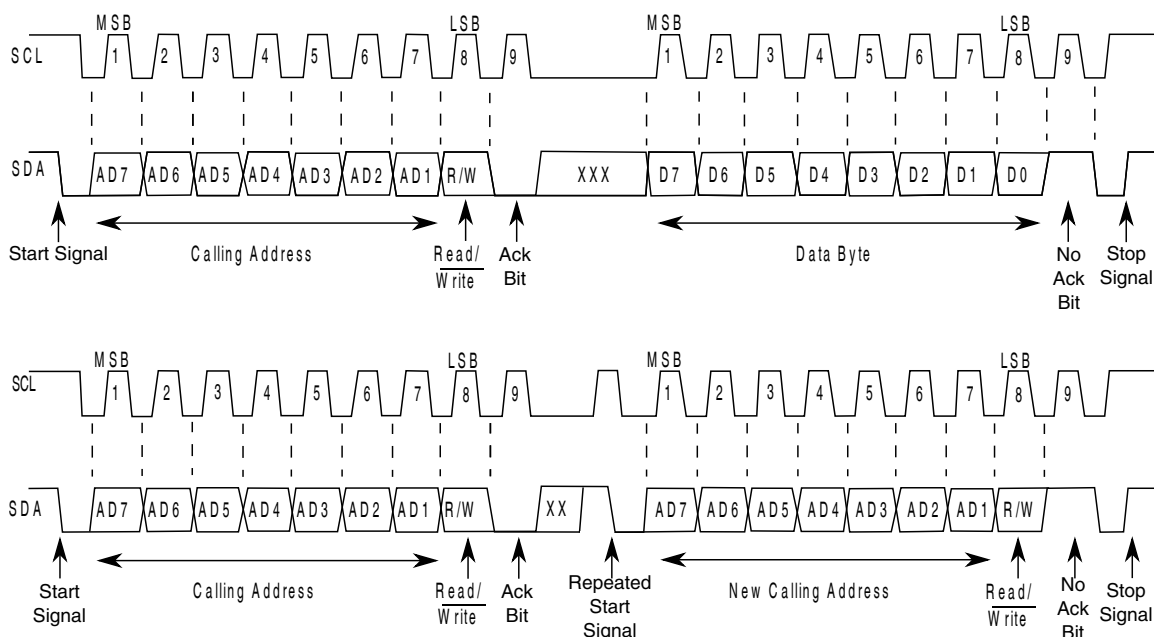 MSB LSB MSB LSB
SCL 1 2 3 4 5 6 7 8 9 1 2 3 4 5 6 7 8 9
SDA AD7 AD6 AD5 AD4 AD3 AD2 AD1 R/W XXX D7 D6 D5 D4 D3 D2 D1 D0
Start Signal Calling Address Read/ Ack Data Byte No Stop
Write Bit Ack Signal
Bit
MSB LSB MSB LSB
SCL 1 2 3 4 5 6 7 8 9 1 2 3 4 5 6 7 8 9
SDA AD7 AD6 AD5 AD4 AD3 AD2 AD1 R/W XX AD7 AD6 AD5 AD4 AD3 AD2 AD1 R/W
Start Calling Address Read/ Ack Repeated New Calling Address Read/ No Stop
Signal Write Bit Start Write Ack Signal
Signal Bit